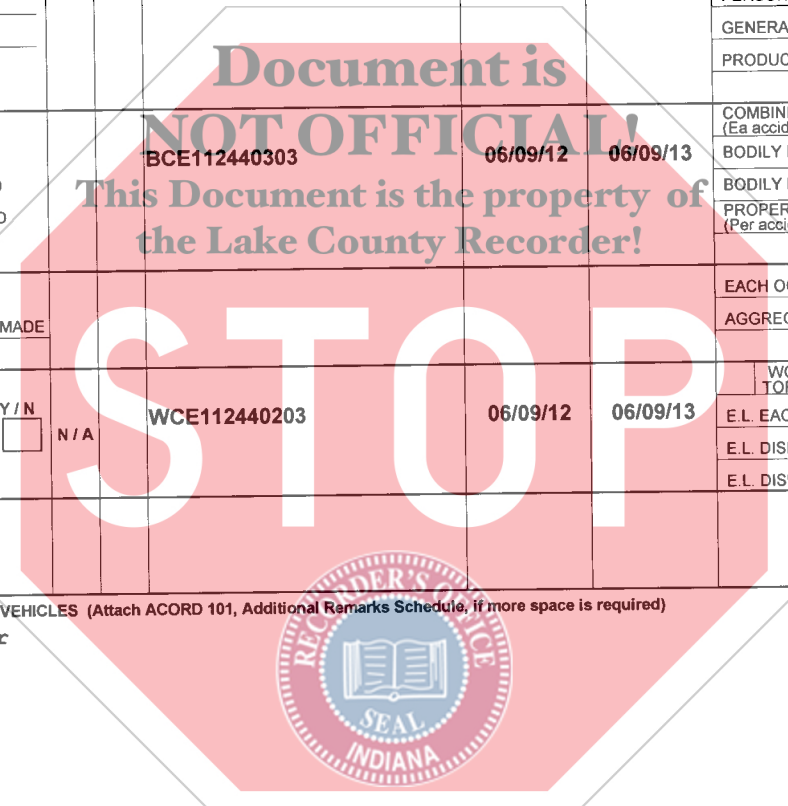 GENERA
PRODUC
Document is
NOT OFFICIAL!
This Document is the property of
the Lake County Recorder!
COMBIN
(Ea accid
BCE112440303 06/09/12 06/09/13
BODILY
BODILY
PROPER
(Per acci
EACH O
MADE
AGGREG
STOP
WC
TOR
Y / N
N / A
WCE112440203 06/09/12 06/09/13
E.L. EAC
E.L. DIS
E.L. DIS
VEHICLES (Attach ACORD 101, Additional Remarks Schedule, if more space is required)
RECORDER'S OFFICE
SEAL
INDIANA